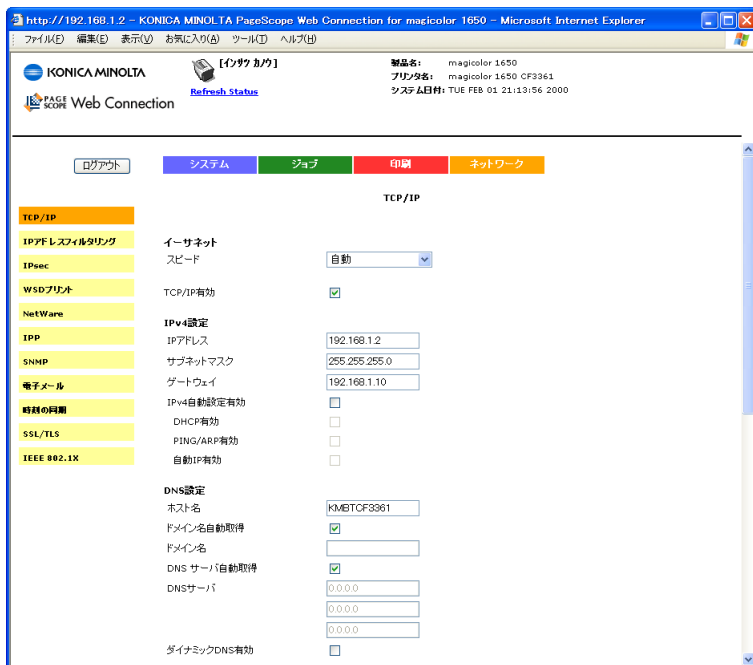 http://192.168.1.2 - KONICA MINOLTA PageScope Web Connection for magicolor 1650 - Microsoft Internet Explorer
ファイル(F) 編集(E) 表示(V) お気に入り(A) ツール(T) ヘルプ(H)
KONICA MINOLTA
[インサツ カノウ]
製品名: magicolor 1650
プリンタ名: magicolor 1650 CF3361
Refresh Status
システム日付: TUE FEB 01 21:13:56 2000
PAGE SCOPE Web Connection
ログアウト
システム ジョブ 印刷 ネットワーク
TCP/IP
TCP/IP
IPアドレスフィルタリング
IPsec
WSDプリント
NetWare
IPP
SNMP
電子メール
時刻の同期
SSL/TLS
IEEE 802.1X
イーサネット
スピード 自動
TCP/IP有効
IPv4設定
IPアドレス 192.168.1.2
サブネットマスク 255.255.255.0
ゲートウェイ 192.168.1.10
IPv4自動設定有効
DHCP有効
PING/ARP有効
自動IP有効
DNS設定
ホスト名 KMBTCF3361
ドメイン名自動取得
ドメイン名
DNS サーバ自動取得
DNSサーバ 0.0.0.0
0.0.0.0
0.0.0.0
ダイナミックDNS有効